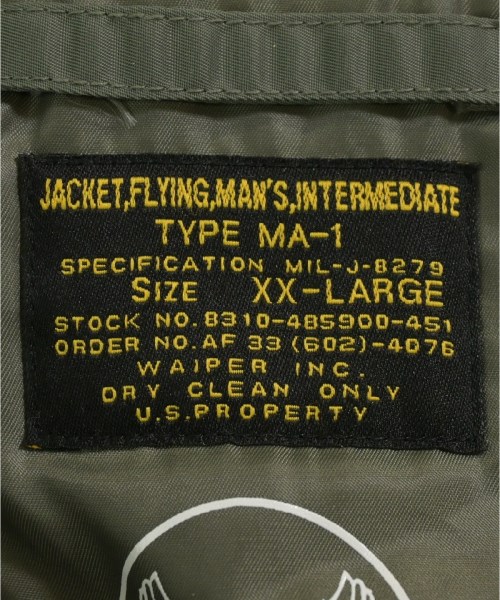 JACKET,FLYING,MAN'S,INTERMEDIATE
TYPE MA-1
SPECIFICATION MIL-J-8279
SIZE XX-LARGE
STOCK NO.8310-485900-451
ORDER NO.AF 33 (602)-4076
WAIPER INC.
DRY CLEAN ONLY
U.S.PROPERTY